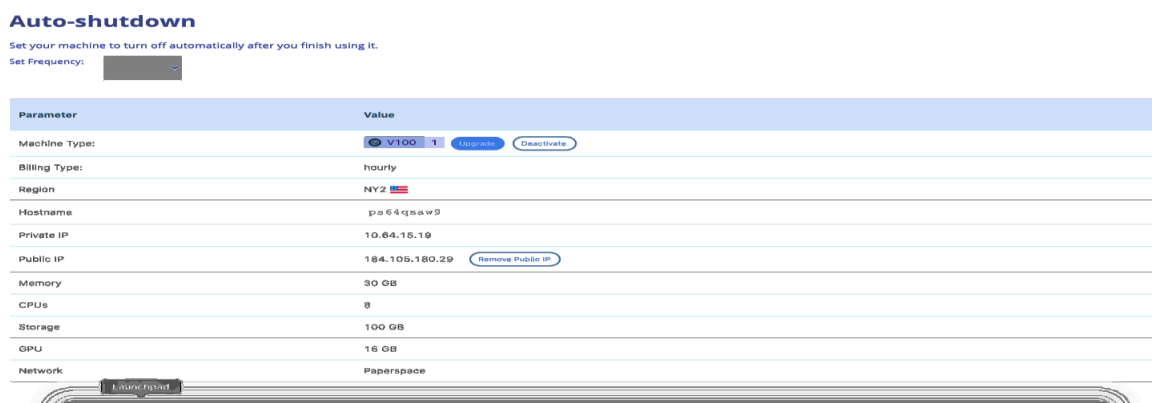 Auto-shutdown
Set your machine to turn off automatically after you finish using it.
Set Frequency:
Parameter Value
Machine Type: V100 1 Upgrade Deactivate
Billing Type: hourly
Region NY2
Hostname
Private IP 10.64.15.19
Public IP 184.105.180.29 Remove Public IP
Memory 30 GB
CPUs 8
Storage 100 GB
GPU 16 GB
Network Paperspace
Launchpad